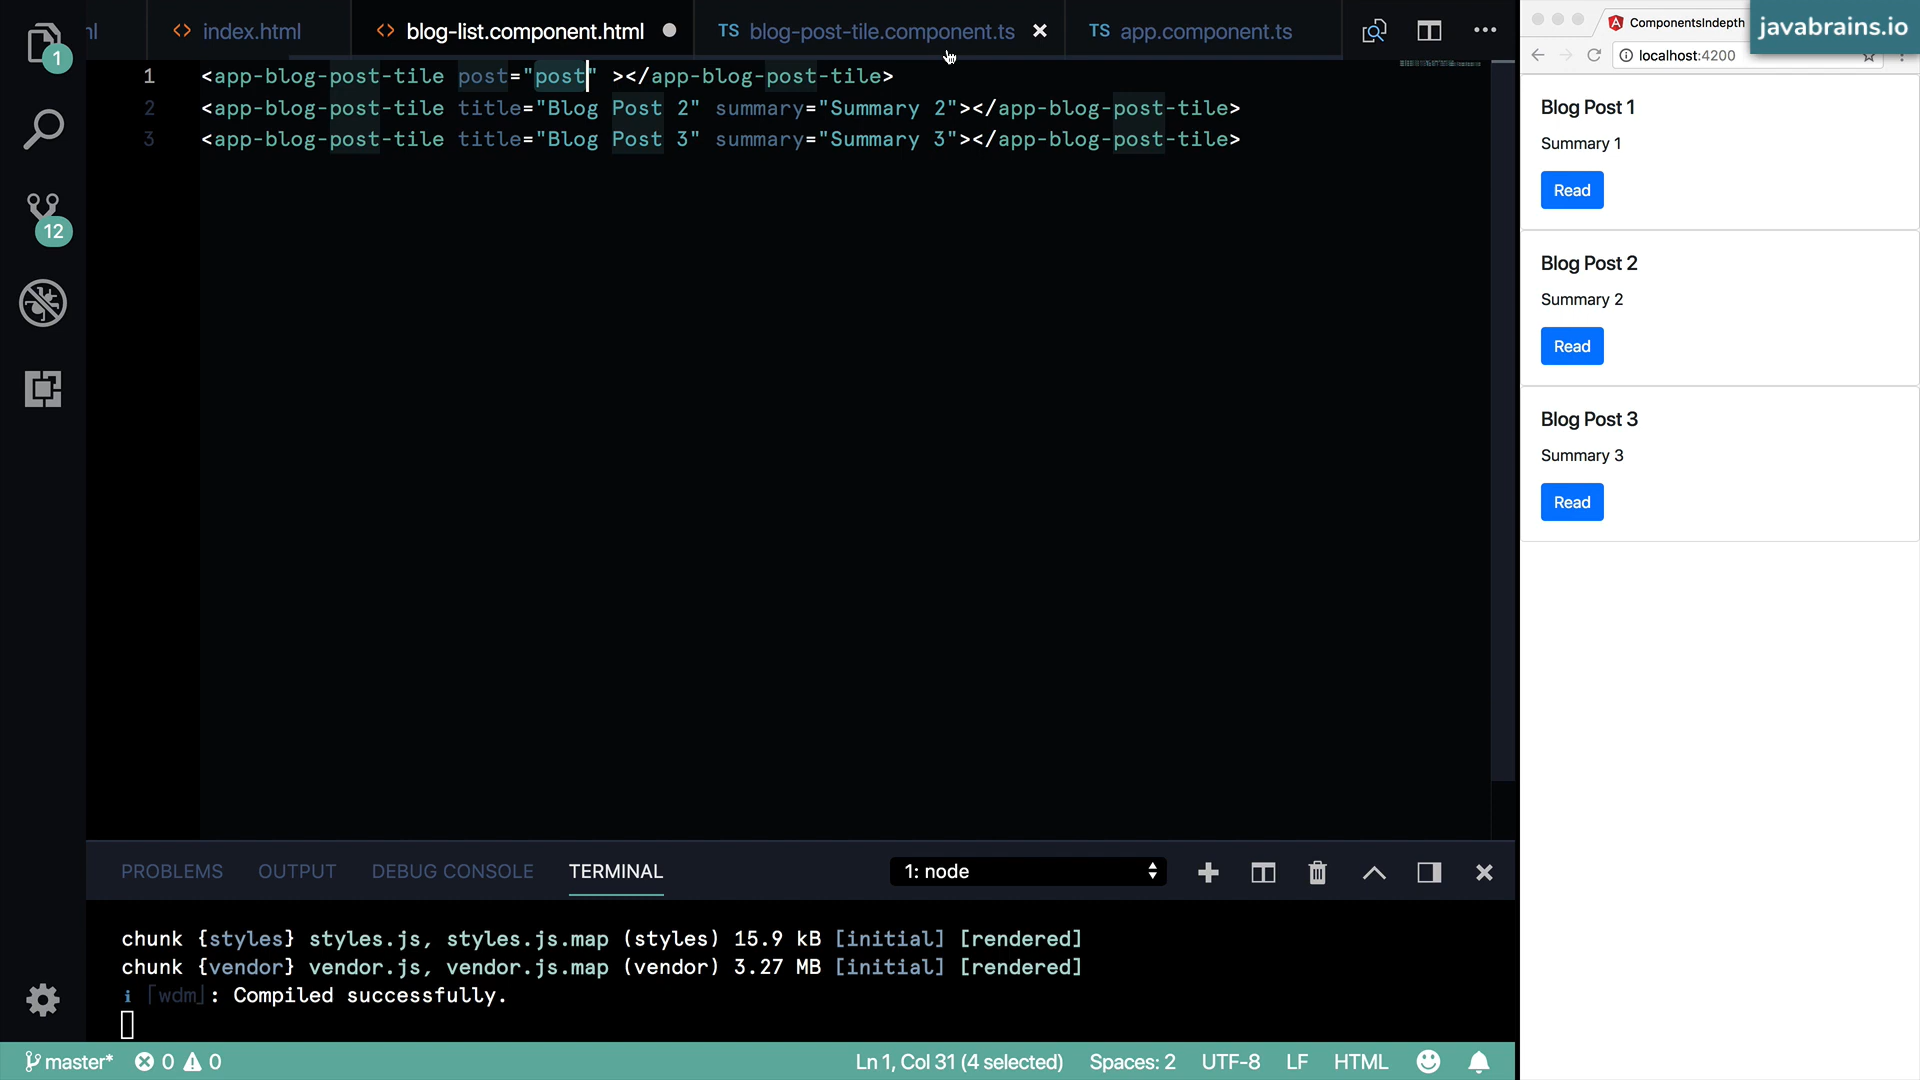 index.html
blog-list.component.html
TS blog-post-tile.component.ts
TS app.component.ts
ComponentsIndepth
javabrains.io
localhost:4200
1
12
1 <app-blog-post-tile post="post" ></app-blog-post-tile>
2 <app-blog-post-tile title="Blog Post 2" summary="Summary 2"></app-blog-post-tile>
3 <app-blog-post-tile title="Blog Post 3" summary="Summary 3"></app-blog-post-tile>
Blog Post 1
Summary 1
Read
Blog Post 2
Summary 2
Read
Blog Post 3
Summary 3
Read
PROBLEMS OUTPUT DEBUG CONSOLE TERMINAL 1: node
chunk {styles} styles.js, styles.js.map (styles) 15.9 kB [initial] [rendered]
chunk {vendor} vendor.js, vendor.js.map (vendor) 3.27 MB [initial] [rendered]
i ｢wdm｣: Compiled successfully.
master* 0 0 Ln 1, Col 31 (4 selected) Spaces: 2 UTF-8 LF HTML